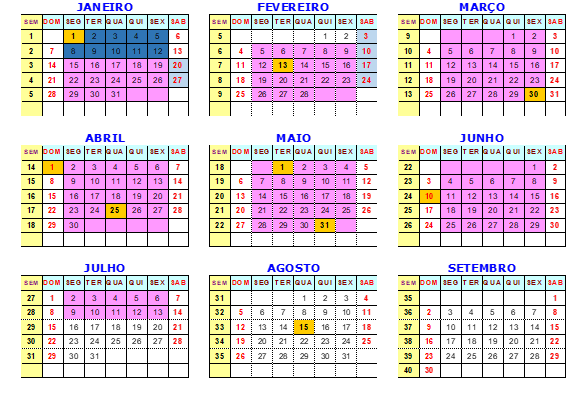 JANEIRO
SEM DOM SEG TER QUA QUI SEX SAB
1 1 2 3 4 5 6
2 7 8 9 10 11 12 13
3 14 15 16 17 18 19 20
4 21 22 23 24 25 26 27
5 28 29 30 31
FEVEREIRO
SEM DOM SEG TER QUA QUI SEX SAB
5 1 2 3
6 4 5 6 7 8 9 10
7 11 12 13 14 15 16 17
8 18 19 20 21 22 23 24
9 25 26 27 28
MARÇO
SEM DOM SEG TER QUA QUI SEX SAB
9 1 2 3
10 4 5 6 7 8 9 10
11 11 12 13 14 15 16 17
12 18 19 20 21 22 23 24
13 25 26 27 28 29 30 31
ABRIL
SEM DOM SEG TER QUA QUI SEX SAB
14 1 2 3 4 5 6 7
15 8 9 10 11 12 13 14
16 15 16 17 18 19 20 21
17 22 23 24 25 26 27 28
18 29 30
MAIO
SEM DOM SEG TER QUA QUI SEX SAB
18 1 2 3 4 5
19 6 7 8 9 10 11 12
20 13 14 15 16 17 18 19
21 20 21 22 23 24 25 26
22 27 28 29 30 31
JUNHO
SEM DOM SEG TER QUA QUI SEX SAB
22 1 2
23 3 4 5 6 7 8 9
24 10 11 12 13 14 15 16
25 17 18 19 20 21 22 23
26 24 25 26 27 28 29 30
JULHO
SEM DOM SEG TER QUA QUI SEX SAB
27 1 2 3 4 5 6 7
28 8 9 10 11 12 13 14
29 15 16 17 18 19 20 21
30 22 23 24 25 26 27 28
31 29 30 31
AGOSTO
SEM DOM SEG TER QUA QUI SEX SAB
31 1 2 3 4
32 5 6 7 8 9 10 11
33 12 13 14 15 16 17 18
34 19 20 21 22 23 24 25
35 26 27 28 29 30 31
SETEMBRO
SEM DOM SEG TER QUA QUI SEX SAB
35 1
36 2 3 4 5 6 7 8
37 9 10 11 12 13 14 15
38 16 17 18 19 20 21 22
39 23 24 25 26 27 28 29
40 30